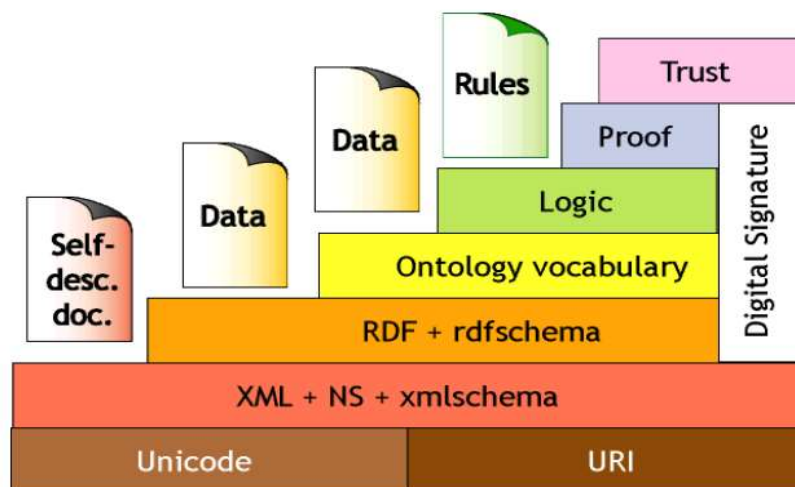 Rules
Trust
Data
Proof
Data
Logic
Self-
desc.
doc.
Ontology vocabulary
Digital Signature
RDF + rdfschema
XML + NS + xmlschema
Unicode
URI